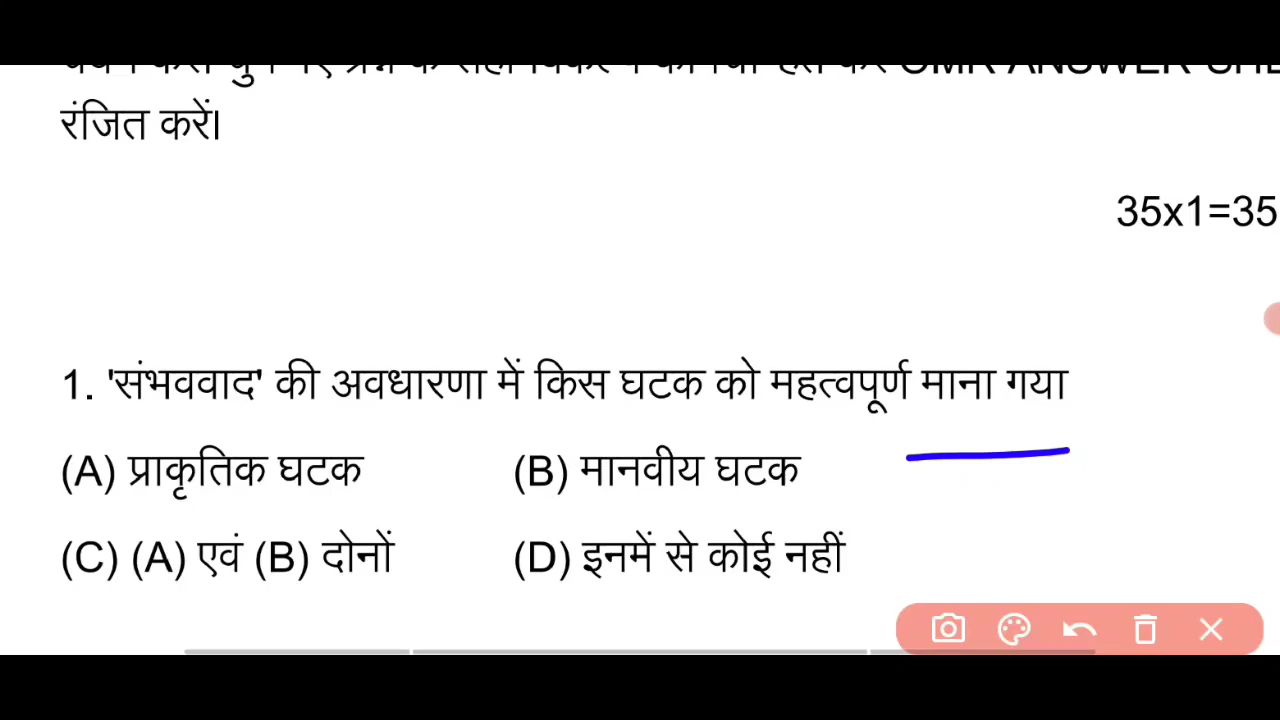 रंजित करें।
35x1=35
1. 'संभववाद' की अवधारणा में किस घटक को महत्वपूर्ण माना गया
(A) प्राकृतिक घटक (B) मानवीय घटक
(C) (A) एवं (B) दोनों (D) इनमें से कोई नहीं